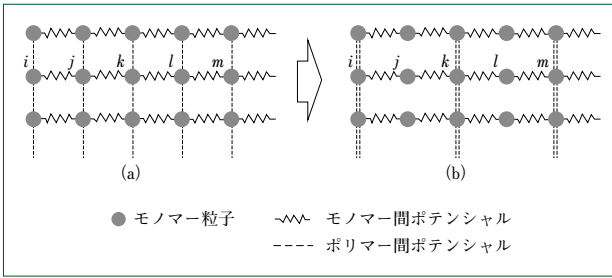 i j k l m
i j k l m
(a)
(b)
モノマー粒子
モノマー間ポテンシャル
ポリマー間ポテンシャル